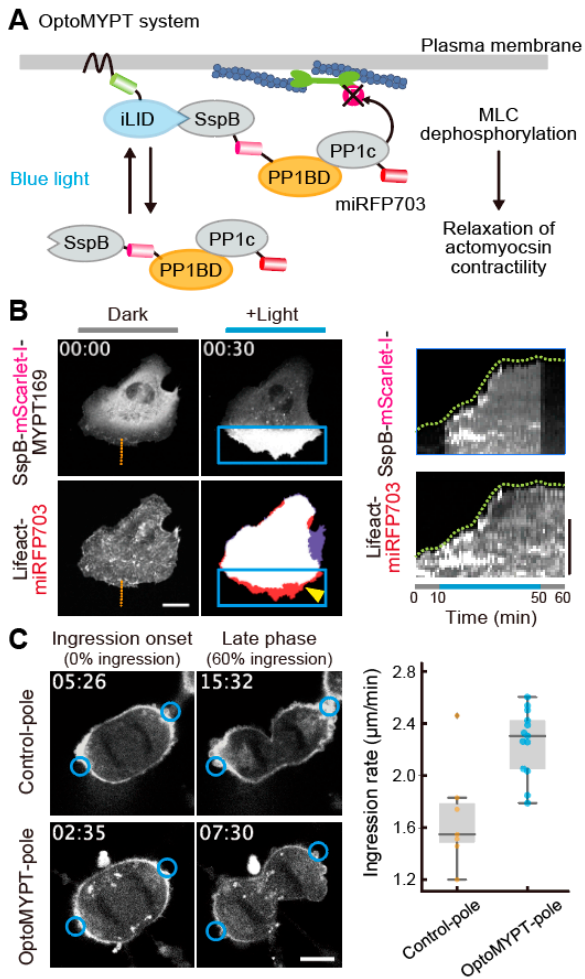 A OptoMYPT system
Plasma membrane
iLID
SspB
PP1c
PP1BD
miRFP703
MLC
dephosphorylation
Blue light
SspB
PP1c
PP1BD
Relaxation of
actomyocsin
contractility
B Dark +Light
SspB-mScarlet-I-
MYPT169
00:00
00:30
SspB-mScarlet-I-
Lifeact-
miRFP703
Lifeact-
miRFP703
0 10 50 60
Time (min)
C Ingression onset
(0% ingression)
Late phase
(60% ingression)
Control-pole
05:26
15:32
OptoMYPT-pole
02:35
07:30
Ingression rate (μm/min)
2.8
2.4
2.0
1.6
1.2
Control-pole
OptoMYPT-pole